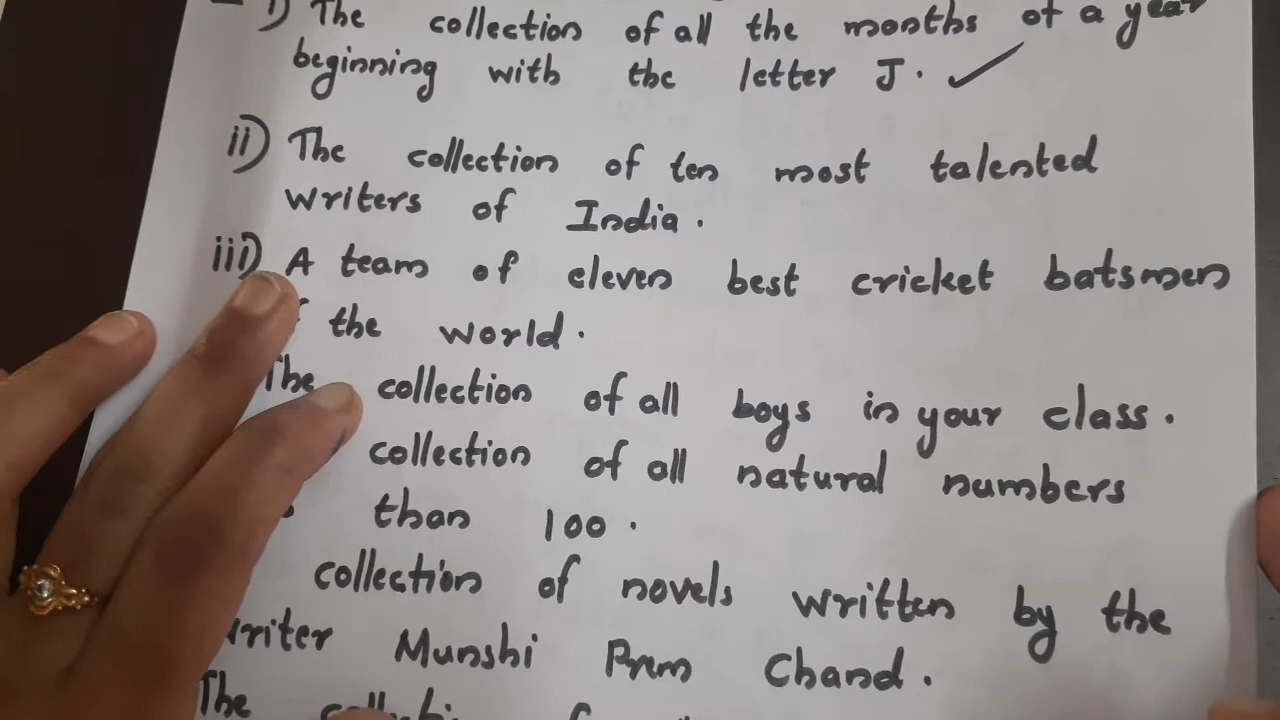 i) The collection of all the months of a year
beginning with the letter J. ✓
ii) The collection of ten most talented
writers of India.
iii) A team of eleven best cricket batsmen
the world.
The collection of all boys in your class.
collection of all natural numbers
than 100.
collection of novels written by the
writer Munshi Prem Chand.
The